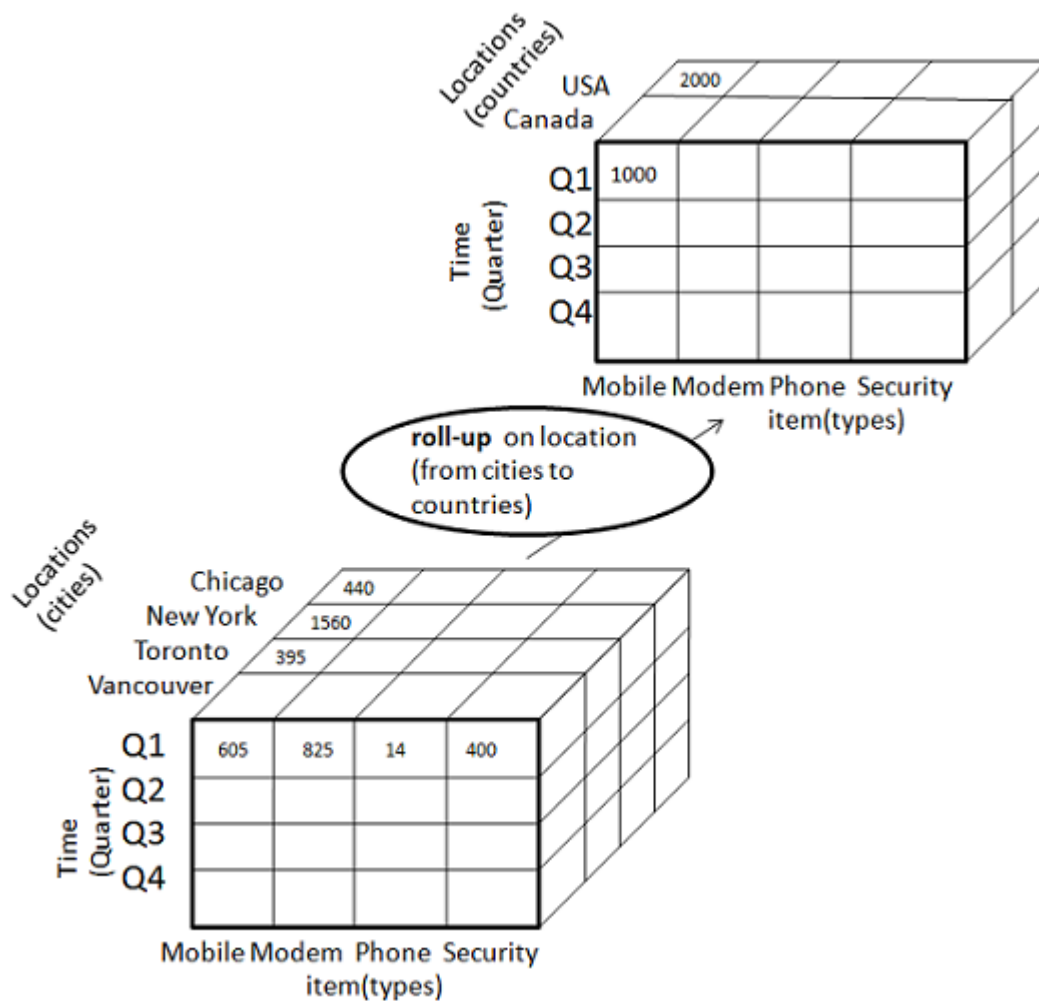 Locations
(countries)
USA
2000
Canada
Q1
1000
Q2
Q3
Q4
Time
(Quarter)
Mobile Modem Phone Security
item(types)
roll-up on location
(from cities to
countries)
Locations
(cities)
Chicago
440
New York
1560
Toronto
395
Vancouver
Q1
605 825 14 400
Q2
Q3
Q4
Time
(Quarter)
Mobile Modem Phone Security
item(types)